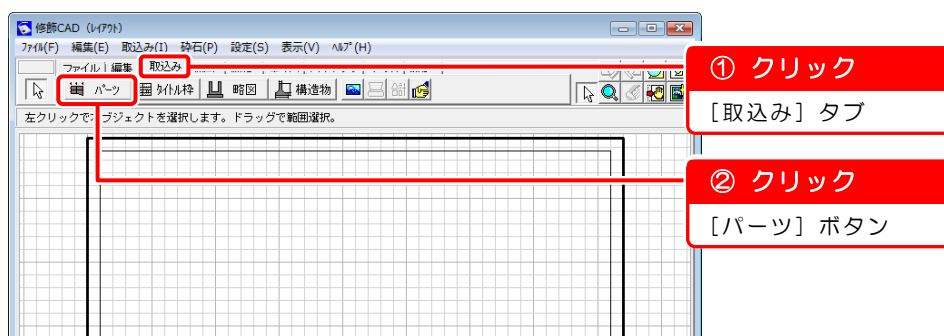 修飾CAD (ﾚｲｱｳﾄ)
ﾌｧｲﾙ(F) 編集(E) 取込み(I) 砕石(P) 設定(S) 表示(V) ﾍﾙﾌﾟ(H)
ファイル 編集 取込み
ﾊﾟｰﾂ ﾀｲﾄﾙ枠 略図 構造物
左クリックでオブジェクトを選択します。ドラッグで範囲選択。
① クリック
［取込み］タブ
② クリック
［パーツ］ボタン